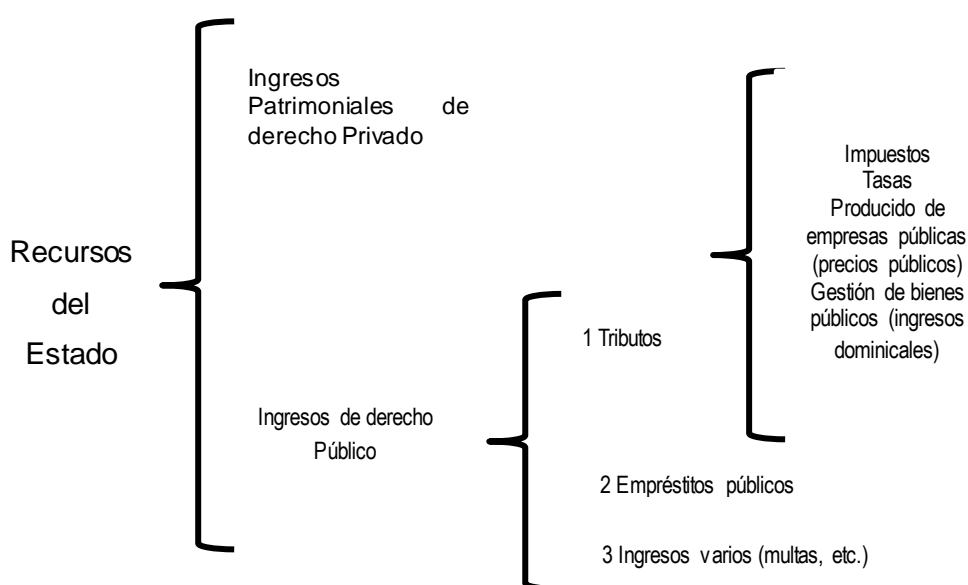 Recursos
del
Estado
Ingresos
Patrimoniales de
derecho Privado
Ingresos de derecho
Público
1 Tributos
2 Empréstitos públicos
3 Ingresos varios (multas, etc.)
Impuestos
Tasas
Producido de
empresas públicas
(precios públicos)
Gestión de bienes
públicos (ingresos
dominicales)